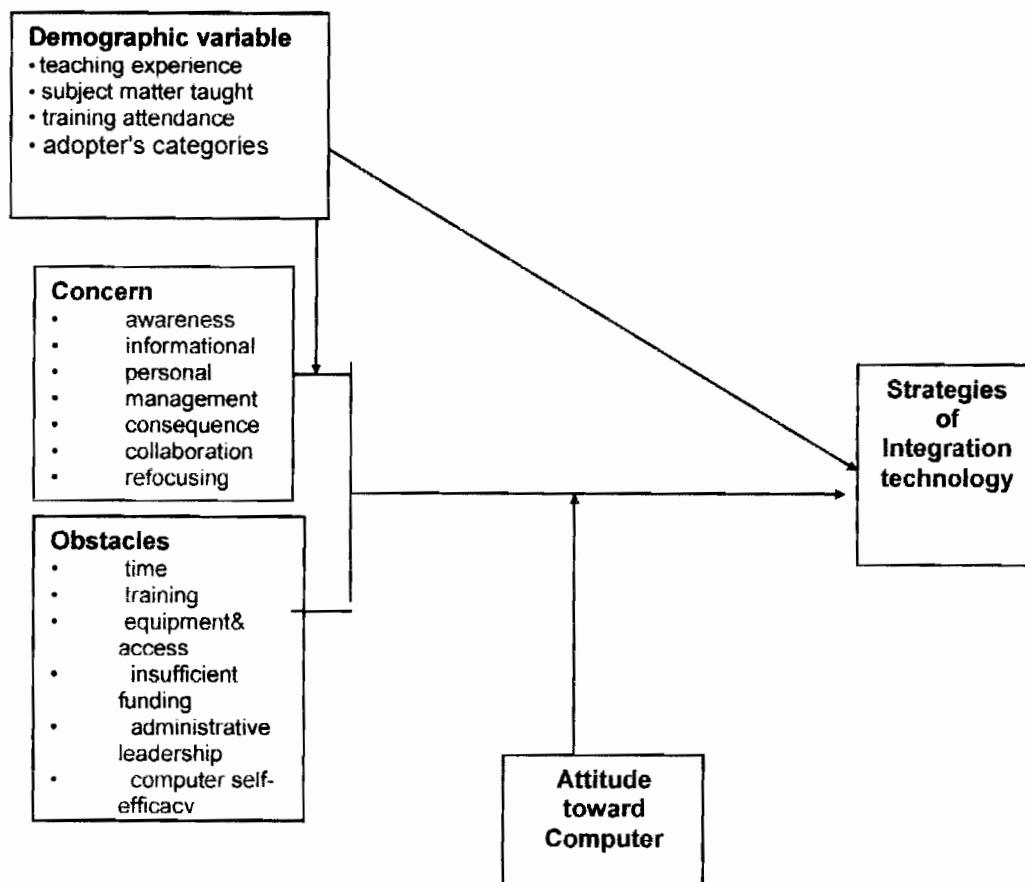 Demographic variable
• teaching experience
• subject matter taught
• training attendance
• adopter's categories
Concern
• awareness
• informational
• personal
• management
• consequence
• collaboration
• refocusing
Obstacles
• time
• training
• equipment&
access
• insufficient
funding
• administrative
leadership
• computer self-
efficacy
Strategies
of
Integration
technology
Attitude
toward
Computer